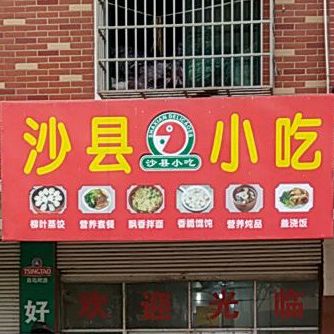 沙县小吃
SHAXIAN DELICACIES
沙县小吃
柳叶蒸饺 营养套餐 飘香拌面 香脆馄饨 营养炖品 盖浇饭
TSINGTAO
青岛啤酒
好
欢迎光临